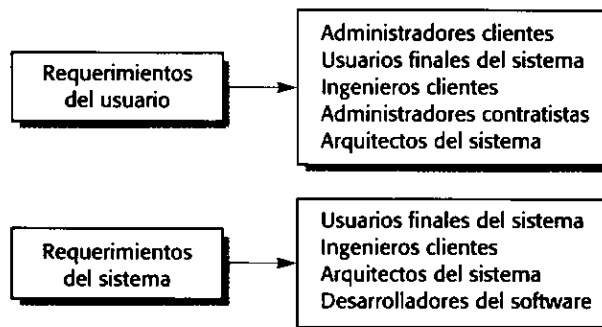 Requerimientos
del usuario
Administradores clientes
Usuarios finales del sistema
Ingenieros clientes
Administradores contratistas
Arquitectos del sistema
Requerimientos
del sistema
Usuarios finales del sistema
Ingenieros clientes
Arquitectos del sistema
Desarrolladores del software